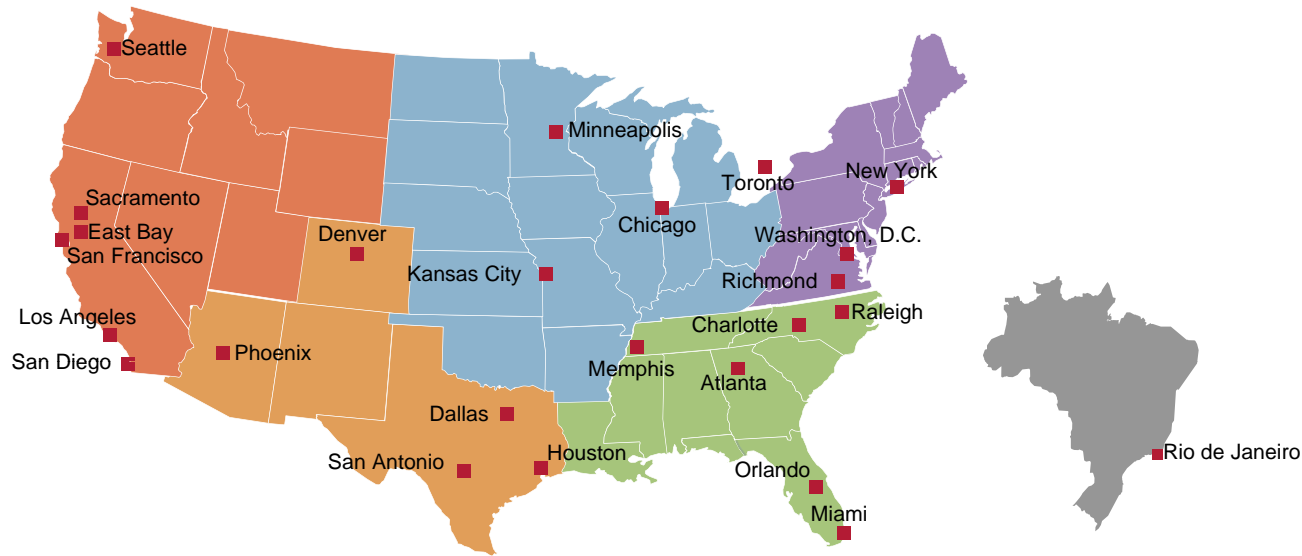 Seattle
Minneapolis
Toronto
New York
Sacramento
East Bay
San Francisco
Denver
Chicago
Washington, D.C.
Kansas City
Richmond
Los Angeles
Raleigh
Charlotte
San Diego
Phoenix
Memphis
Atlanta
Dallas
Houston
San Antonio
Orlando
Miami
Rio de Janeiro